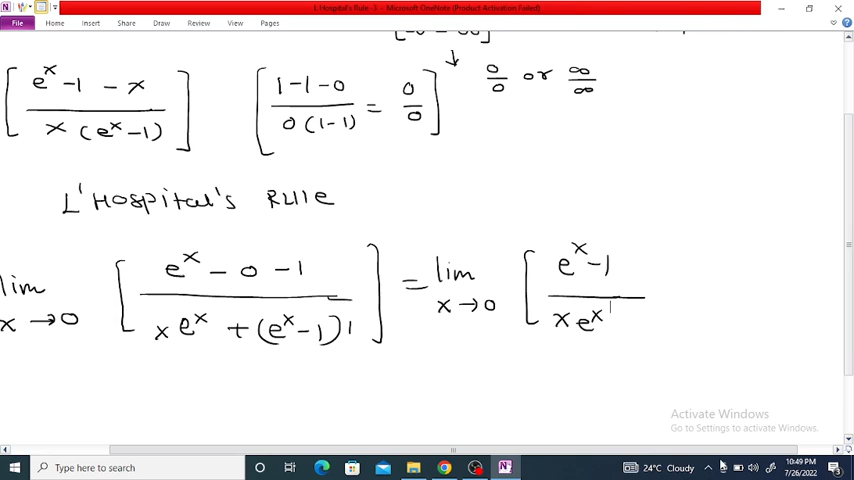 L'Hospital's Rule -3 - Microsoft OneNote (Product Activation Failed)
File Home Insert Share Draw Review View Pages
[-0 - 00]
[ (e^x -1 - x) / (x (e^x -1)) ] [ (1-1-0) / (0 (1-1)) = 0/0 ] ↓ 0/0 or ∞/∞
L'Hospital's Rule
lim x→0 [ (e^x - 0 - 1) / (x e^x + (e^x -1) 1) ] = lim x→0 [ (e^x -1) / (x e^x
Activate Windows
Go to Settings to activate Windows.
Type here to search
24°C Cloudy
10:49 PM
7/26/2022
3